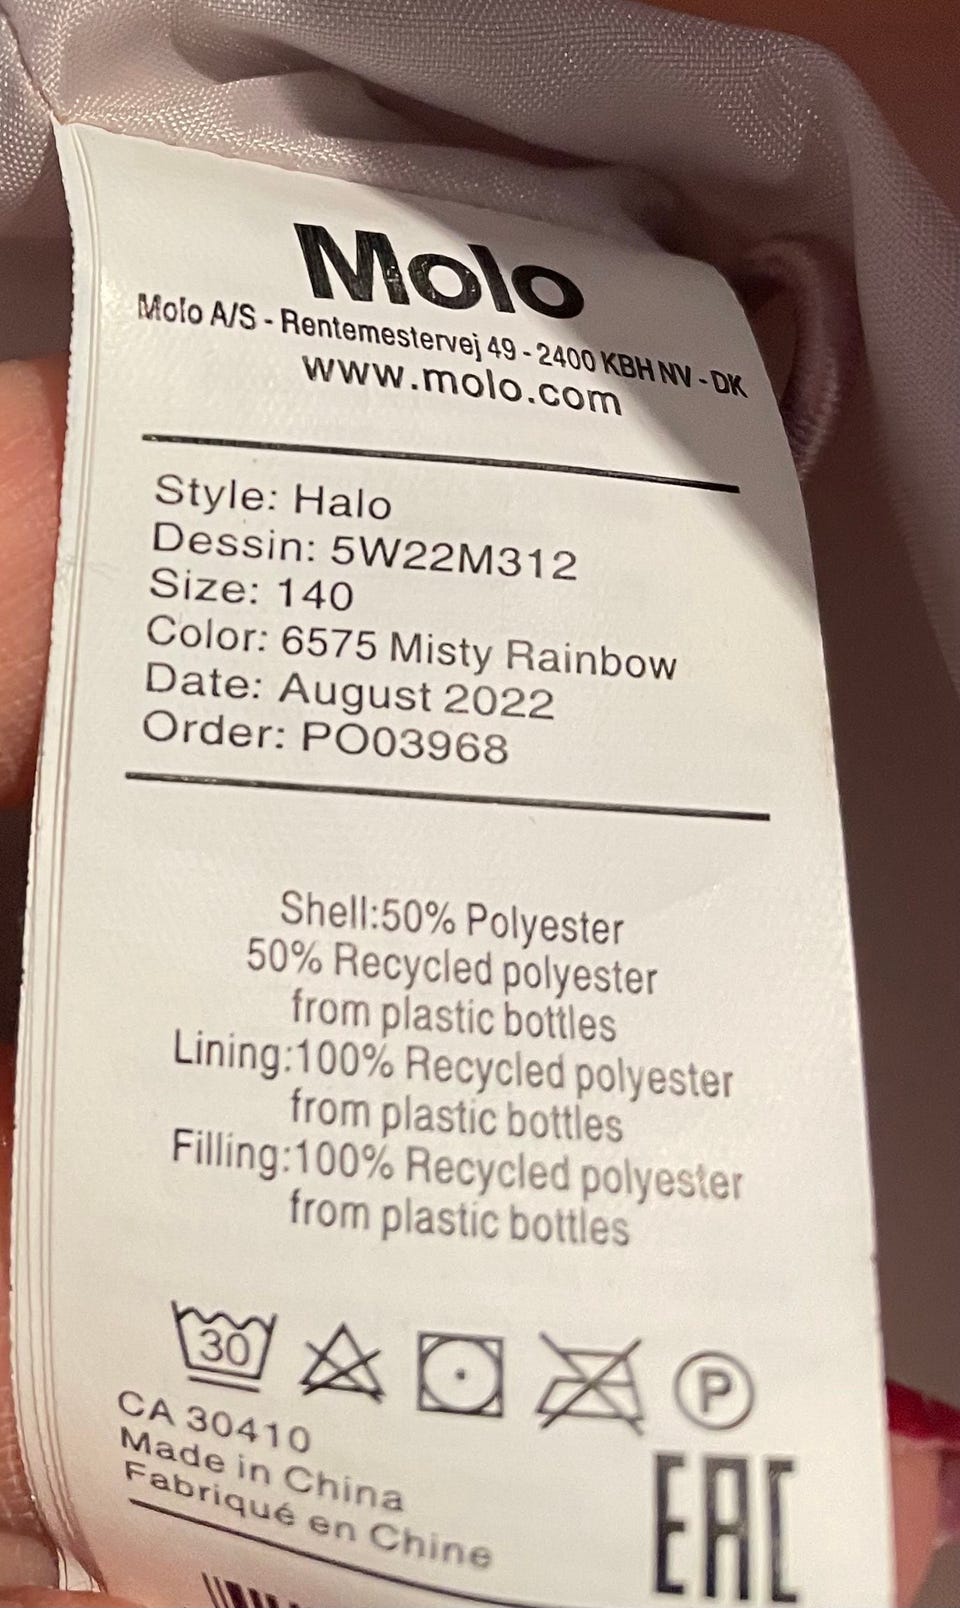 Molo
Molo A/S - Rentemestervej 49 - 2400 KBH NV - DK
www.molo.com
Style: Halo
Dessin: 5W22M312
Size: 140
Color: 6575 Misty Rainbow
Date: August 2022
Order: PO03968
Shell:50% Polyester
50% Recycled polyester
from plastic bottles
Lining:100% Recycled polyester
from plastic bottles
Filling:100% Recycled polyester
from plastic bottles
30
P
CA 30410
Made in China
Fabriqué en Chine
EAC